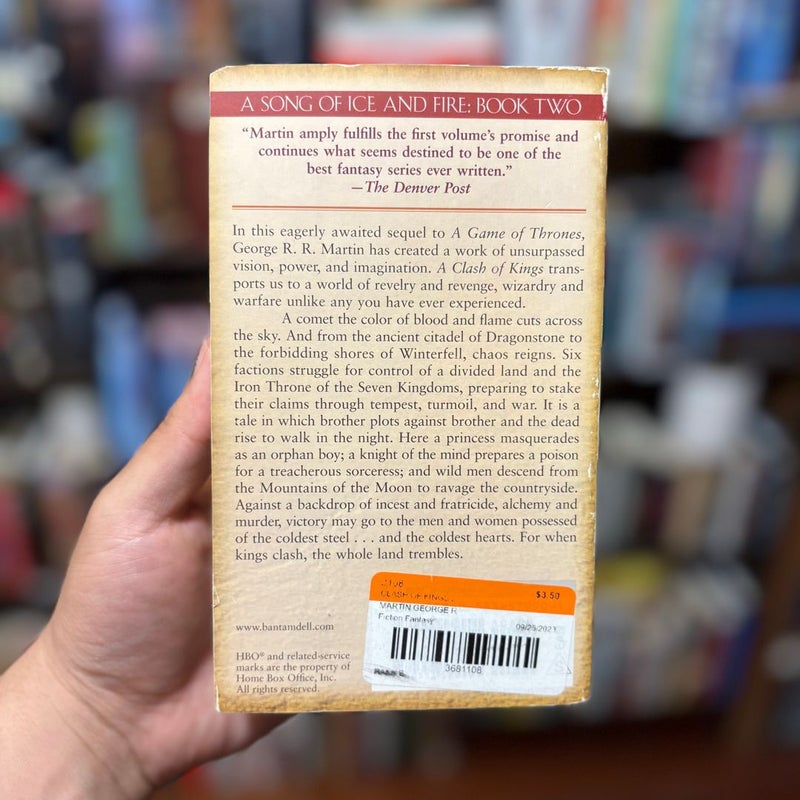 A SONG OF ICE AND FIRE: BOOK TWO
“Martin amply fulfills the first volume’s promise and
continues what seems destined to be one of the
best fantasy series ever written.”
—The Denver Post
In this eagerly awaited sequel to A Game of Thrones,
George R. R. Martin has created a work of unsurpassed
vision, power, and imagination. A Clash of Kings trans-
ports us to a world of revelry and revenge, wizardry and
warfare unlike any you have ever experienced.
A comet the color of blood and flame cuts across
the sky. And from the ancient citadel of Dragonstone to
the forbidding shores of Winterfell, chaos reigns. Six
factions struggle for control of a divided land and the
Iron Throne of the Seven Kingdoms, preparing to stake
their claims through tempest, turmoil, and war. It is a
tale in which brother plots against brother and the dead
rise to walk in the night. Here a princess masquerades
as an orphan boy; a knight of the mind prepares a poison
for a treacherous sorceress; and wild men descend from
the Mountains of the Moon to ravage the countryside.
Against a backdrop of incest and fratricide, alchemy and
murder, victory may go to the men and women possessed
of the coldest steel . . . and the coldest hearts. For when
kings clash, the whole land trembles.
$3.50
CLASH OF KINGS
MARTIN GEORGE R
Fiction Fantasy
3681108
www.bantamdell.com
HBO® and related-service
marks are the property of
Home Box Office, Inc.
All rights reserved.